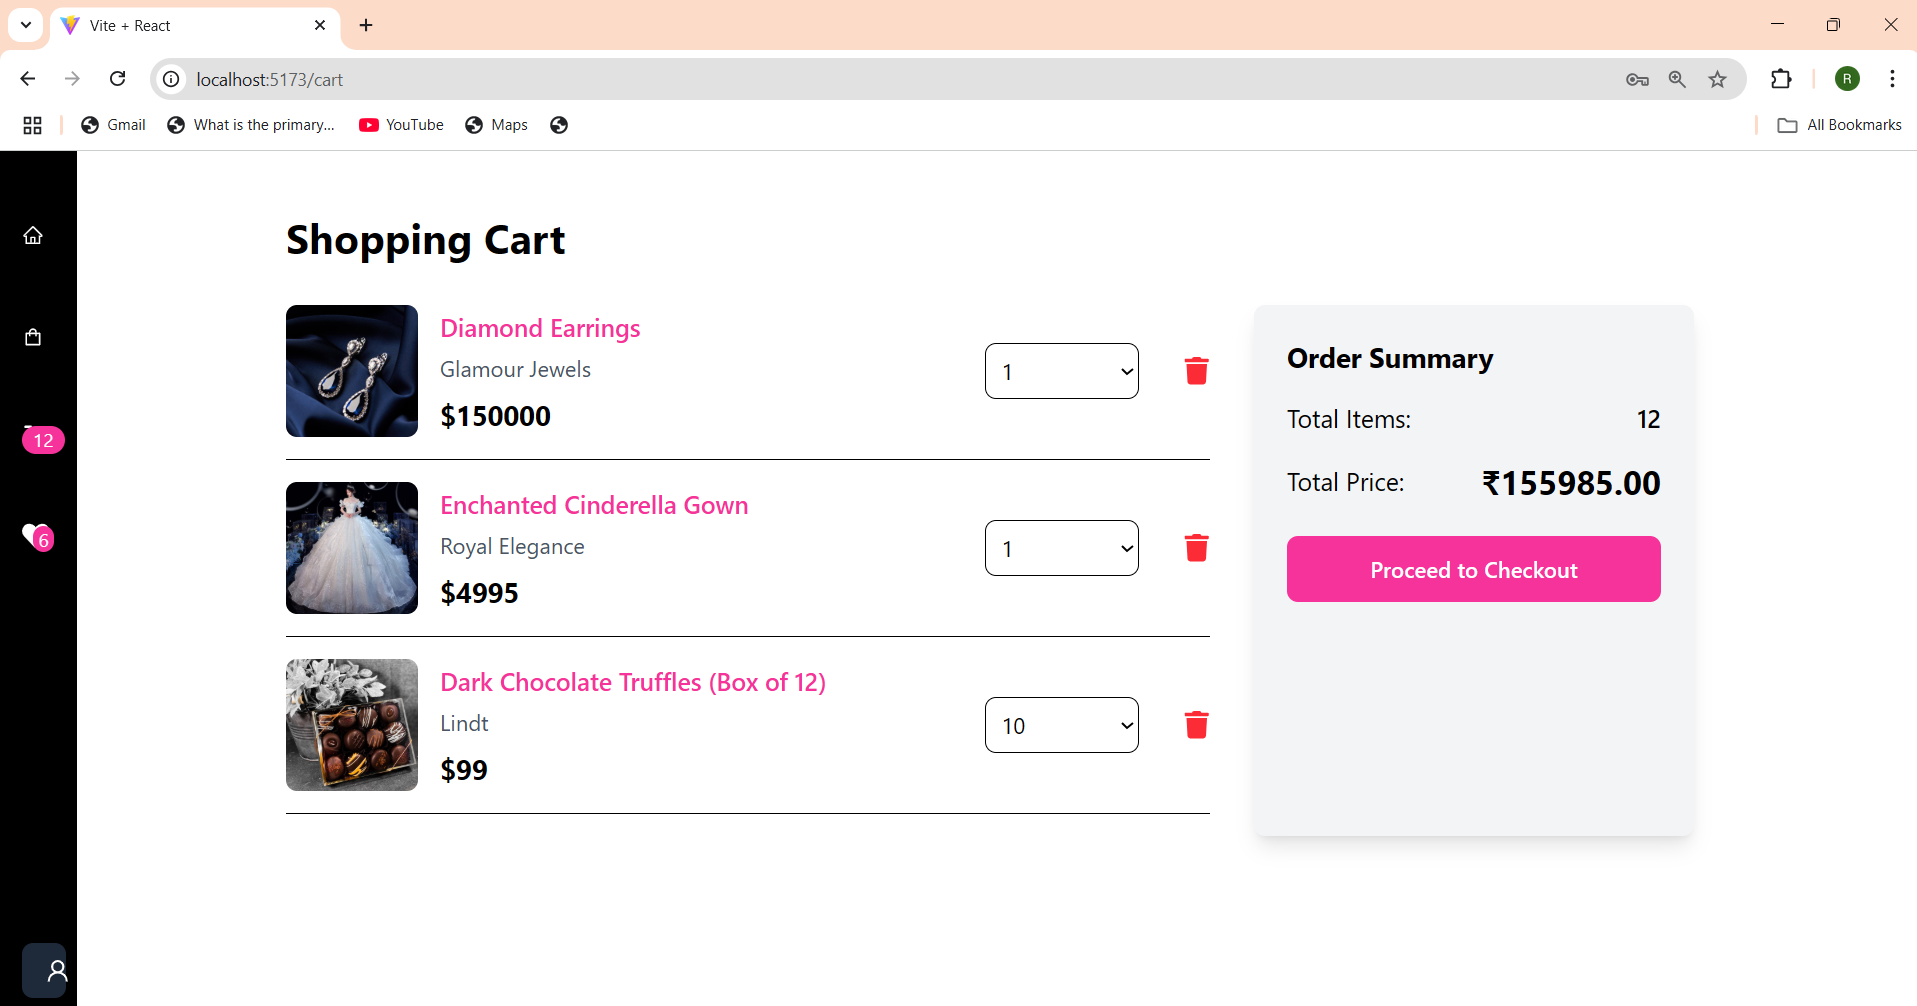 Vite + React
localhost:5173/cart
R
Gmail
What is the primary...
YouTube
Maps
All Bookmarks
Shopping Cart
Diamond Earrings
Glamour Jewels
$150000
1
Enchanted Cinderella Gown
Royal Elegance
$4995
1
Dark Chocolate Truffles (Box of 12)
Lindt
$99
10
Order Summary
Total Items: 12
Total Price: ₹155985.00
Proceed to Checkout
12
6